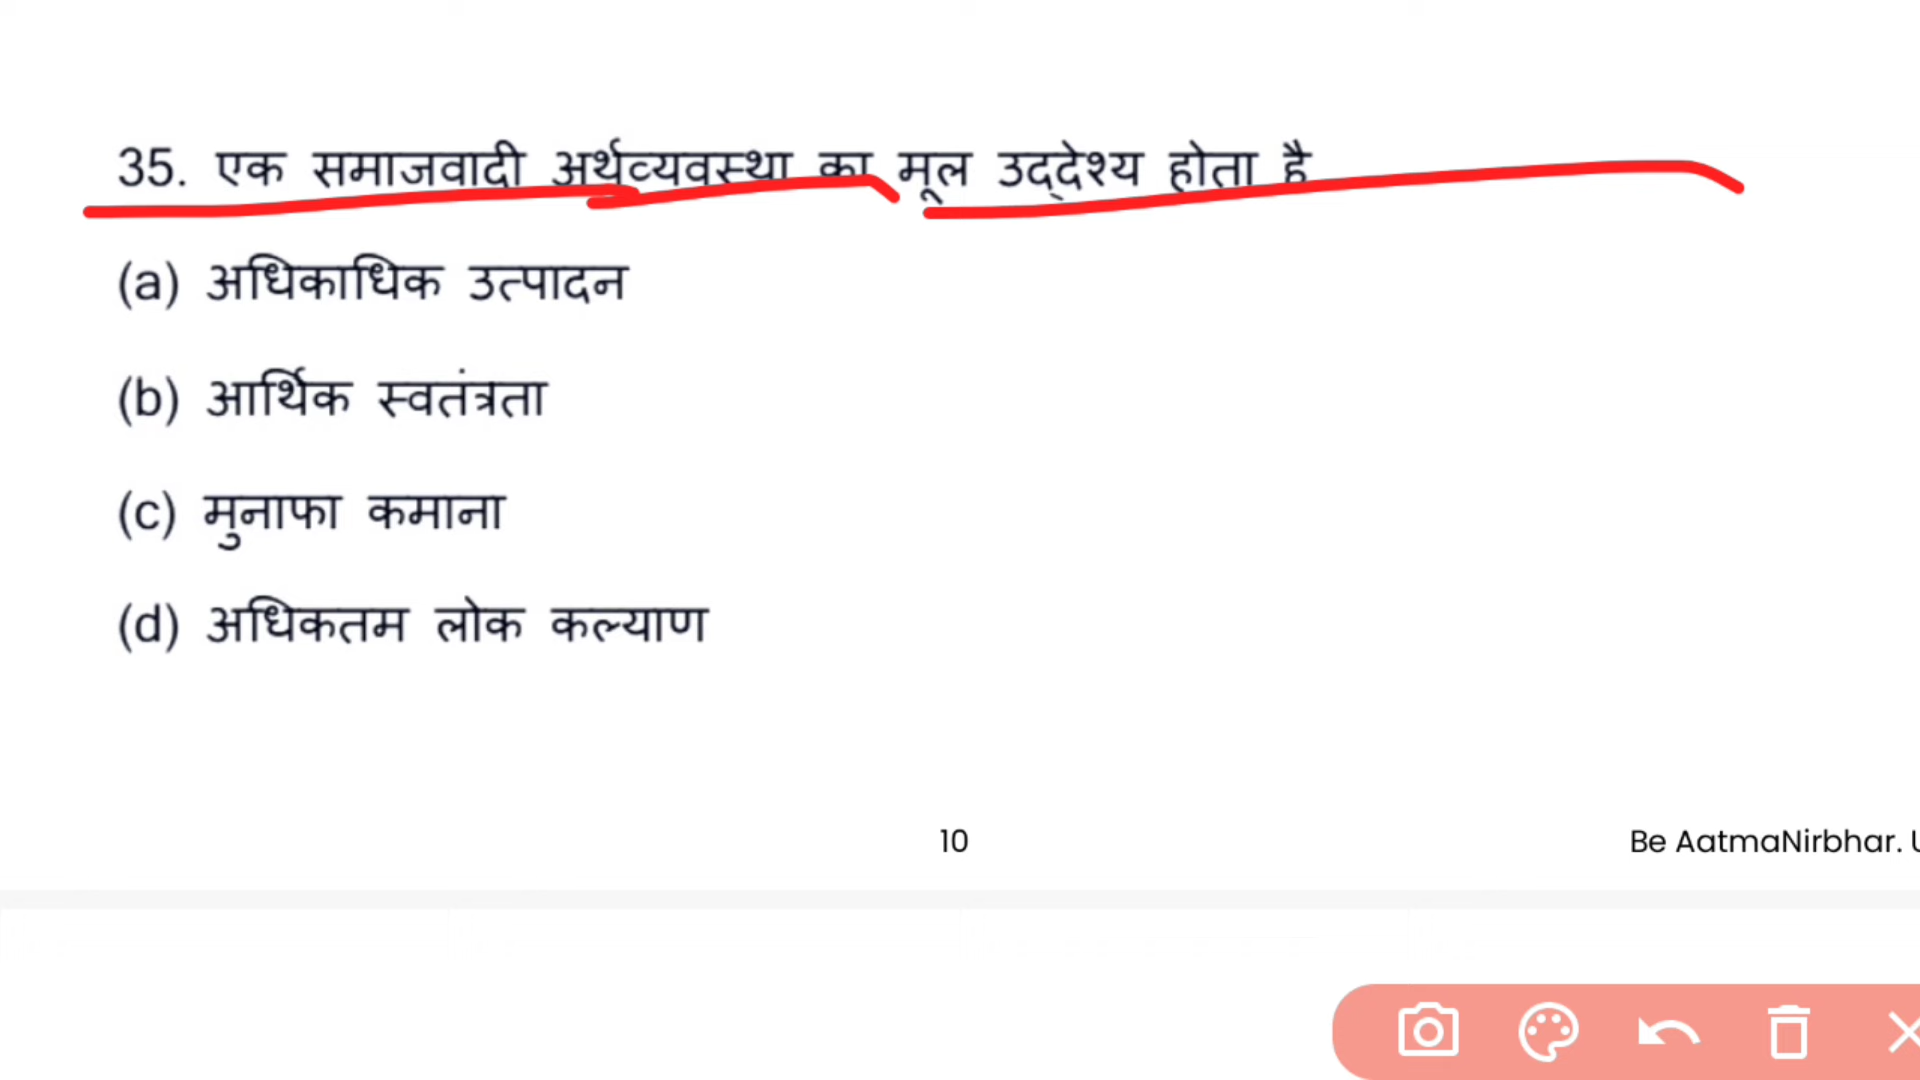 35. एक समाजवादी अर्थव्यवस्था का मूल उद्देश्य होता है
(a) अधिकाधिक उत्पादन
(b) आर्थिक स्वतंत्रता
(c) मुनाफा कमाना
(d) अधिकतम लोक कल्याण
10
Be AatmaNirbhar.